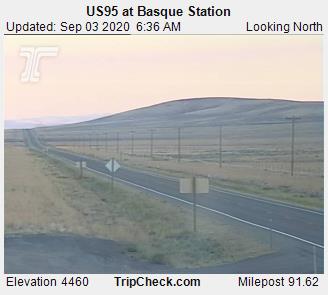 US95 at Basque Station
Updated: Sep 03 2020 6:36 AM Looking North
Elevation 4460 TripCheck.com Milepost 91.62